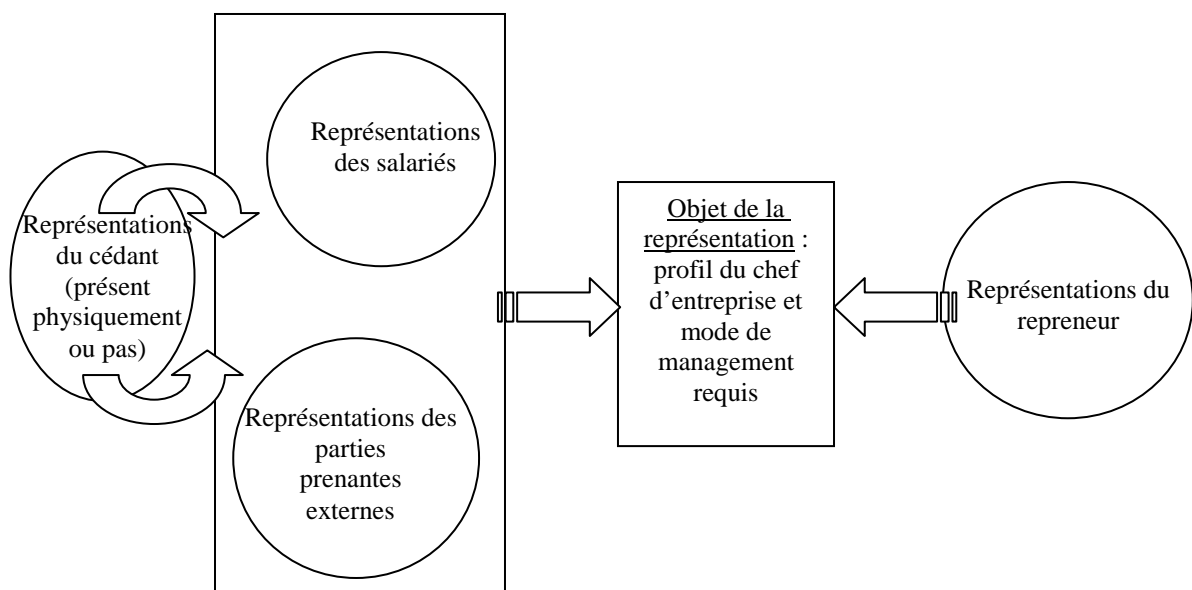 Représentations
des salariés
Représentations
du cédant
(présent
physiquement
ou pas)
Représentations des
parties
prenantes
externes
Objet de la
représentation :
profil du chef
d’entreprise et
mode de
management
requis
Représentations du
repreneur